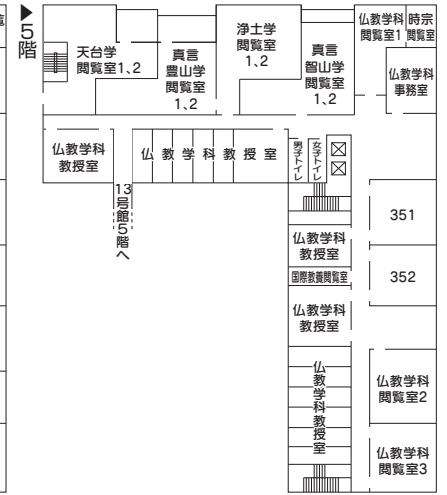 ▶5階
天台学
閲覧室1、2
真言
豊山学
閲覧室
1、2
浄土学
閲覧室
1、2
真言
智山学
閲覧室
1、2
仏教学科
閲覧室1
時宗
閲覧室
仏教学科
事務室
仏教学科
教授室
仏教学科教授室
男子トイレ
女子トイレ
13号館5階へ
仏教学科
教授室
国際教養閲覧室
仏教学科
教授室
仏教学科教授室
351
352
仏教学科
閲覧室2
仏教学科
閲覧室3